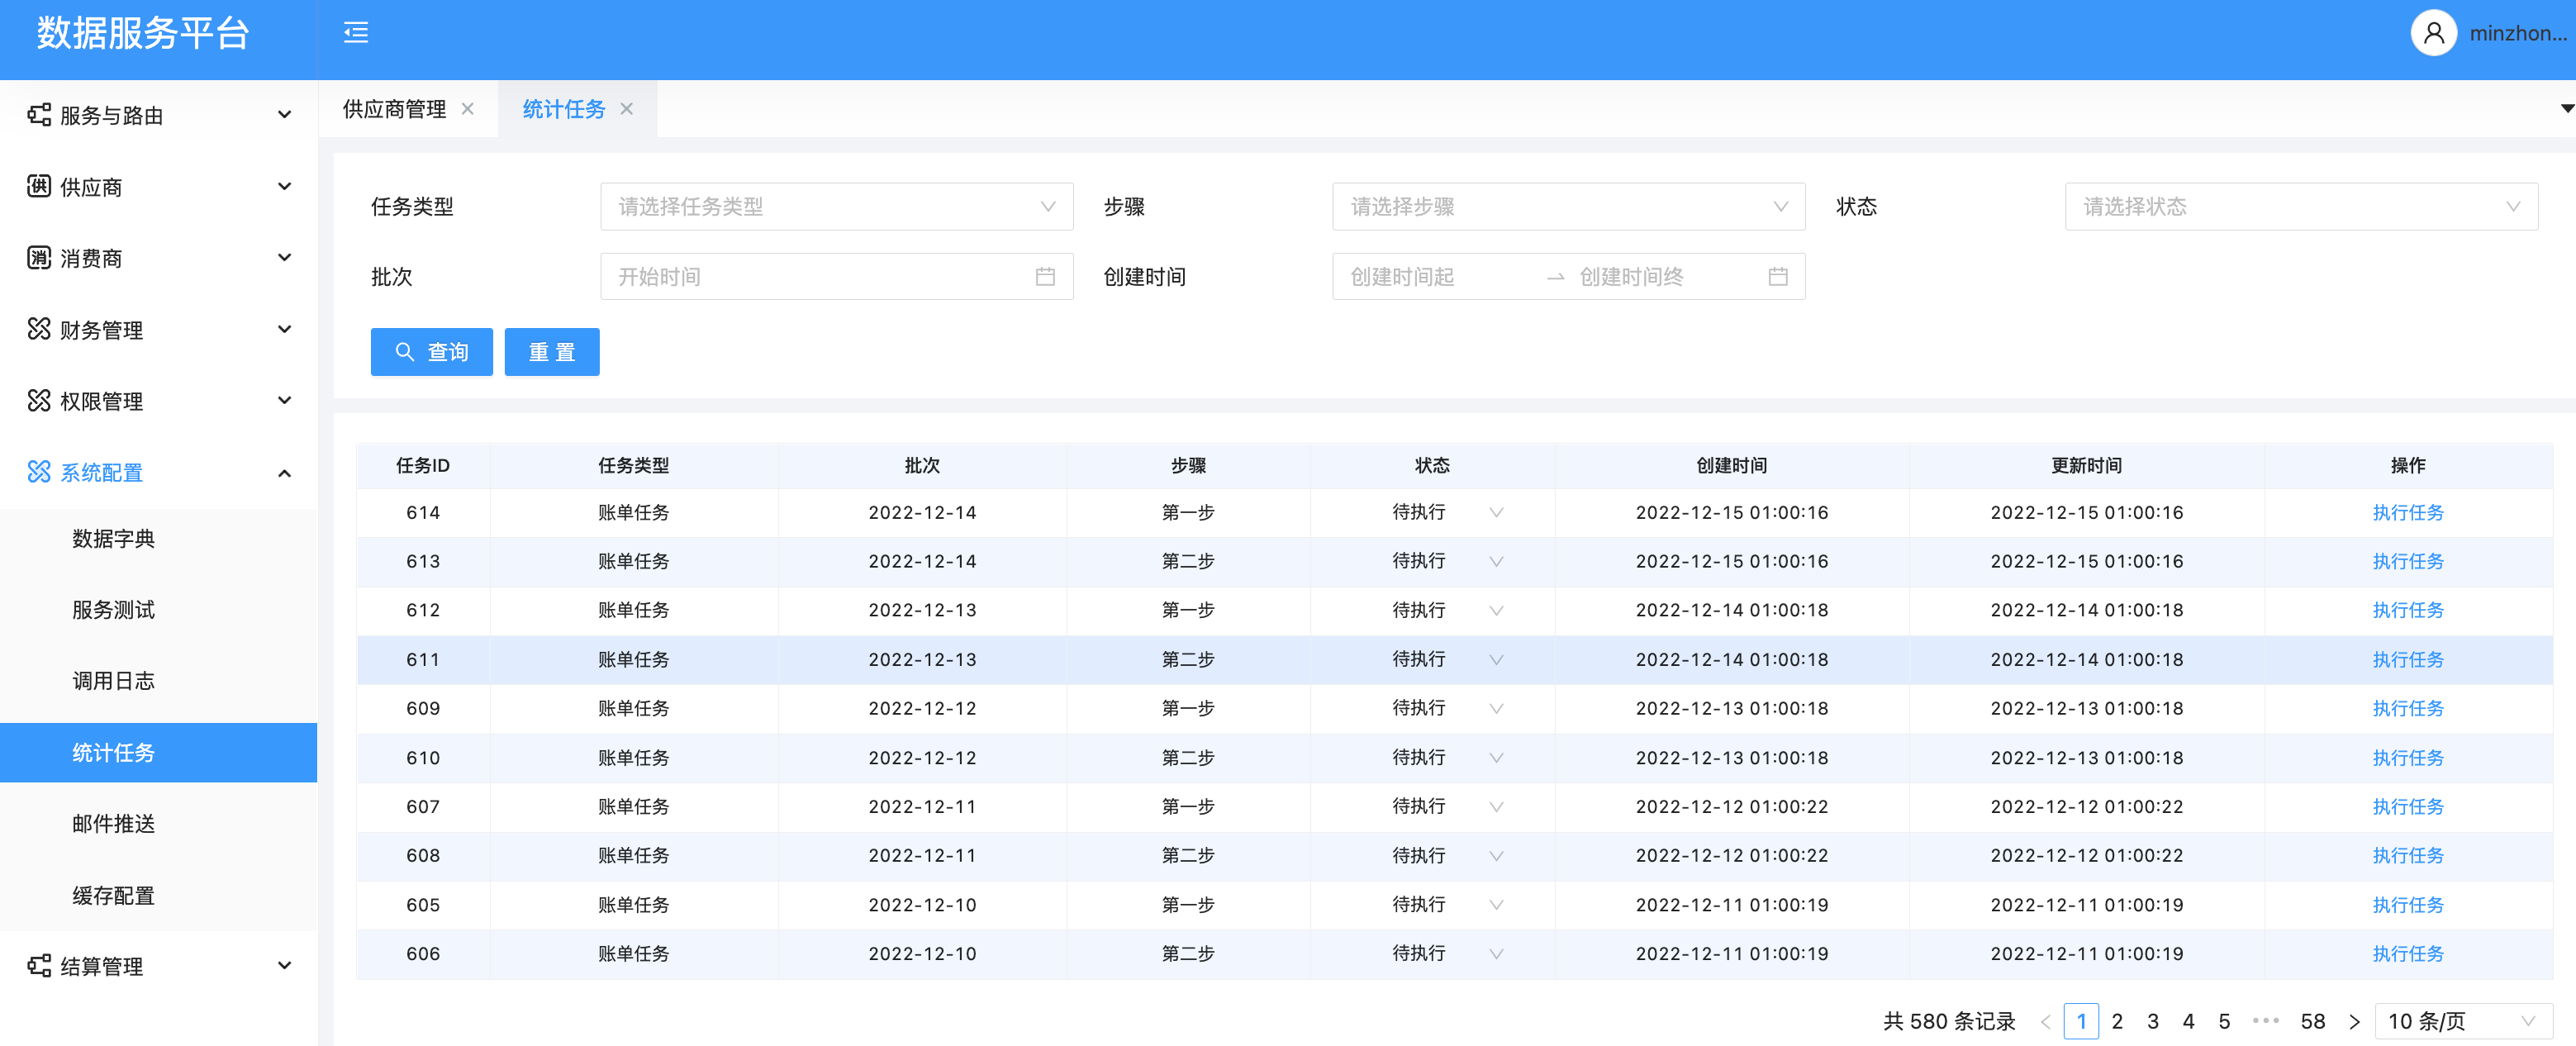 数据服务平台
minzhon...
服务与路由
供 供应商
消 消费商
财务管理
权限管理
系统配置
数据字典
服务测试
调用日志
统计任务
邮件推送
缓存配置
结算管理
供应商管理 统计任务
任务类型 请选择任务类型 步骤 请选择步骤 状态 请选择状态
批次 开始时间 创建时间 创建时间起 → 创建时间终
查询 重 置
任务ID 任务类型 批次 步骤 状态 创建时间 更新时间 操作
614 账单任务 2022-12-14 第一步 待执行 2022-12-15 01:00:16 2022-12-15 01:00:16 执行任务
613 账单任务 2022-12-14 第二步 待执行 2022-12-15 01:00:16 2022-12-15 01:00:16 执行任务
612 账单任务 2022-12-13 第一步 待执行 2022-12-14 01:00:18 2022-12-14 01:00:18 执行任务
611 账单任务 2022-12-13 第二步 待执行 2022-12-14 01:00:18 2022-12-14 01:00:18 执行任务
609 账单任务 2022-12-12 第一步 待执行 2022-12-13 01:00:18 2022-12-13 01:00:18 执行任务
610 账单任务 2022-12-12 第二步 待执行 2022-12-13 01:00:18 2022-12-13 01:00:18 执行任务
607 账单任务 2022-12-11 第一步 待执行 2022-12-12 01:00:22 2022-12-12 01:00:22 执行任务
608 账单任务 2022-12-11 第二步 待执行 2022-12-12 01:00:22 2022-12-12 01:00:22 执行任务
605 账单任务 2022-12-10 第一步 待执行 2022-12-11 01:00:19 2022-12-11 01:00:19 执行任务
606 账单任务 2022-12-10 第二步 待执行 2022-12-11 01:00:19 2022-12-11 01:00:19 执行任务
共 580 条记录 < 1 2 3 4 5 ••• 58 > 10 条/页